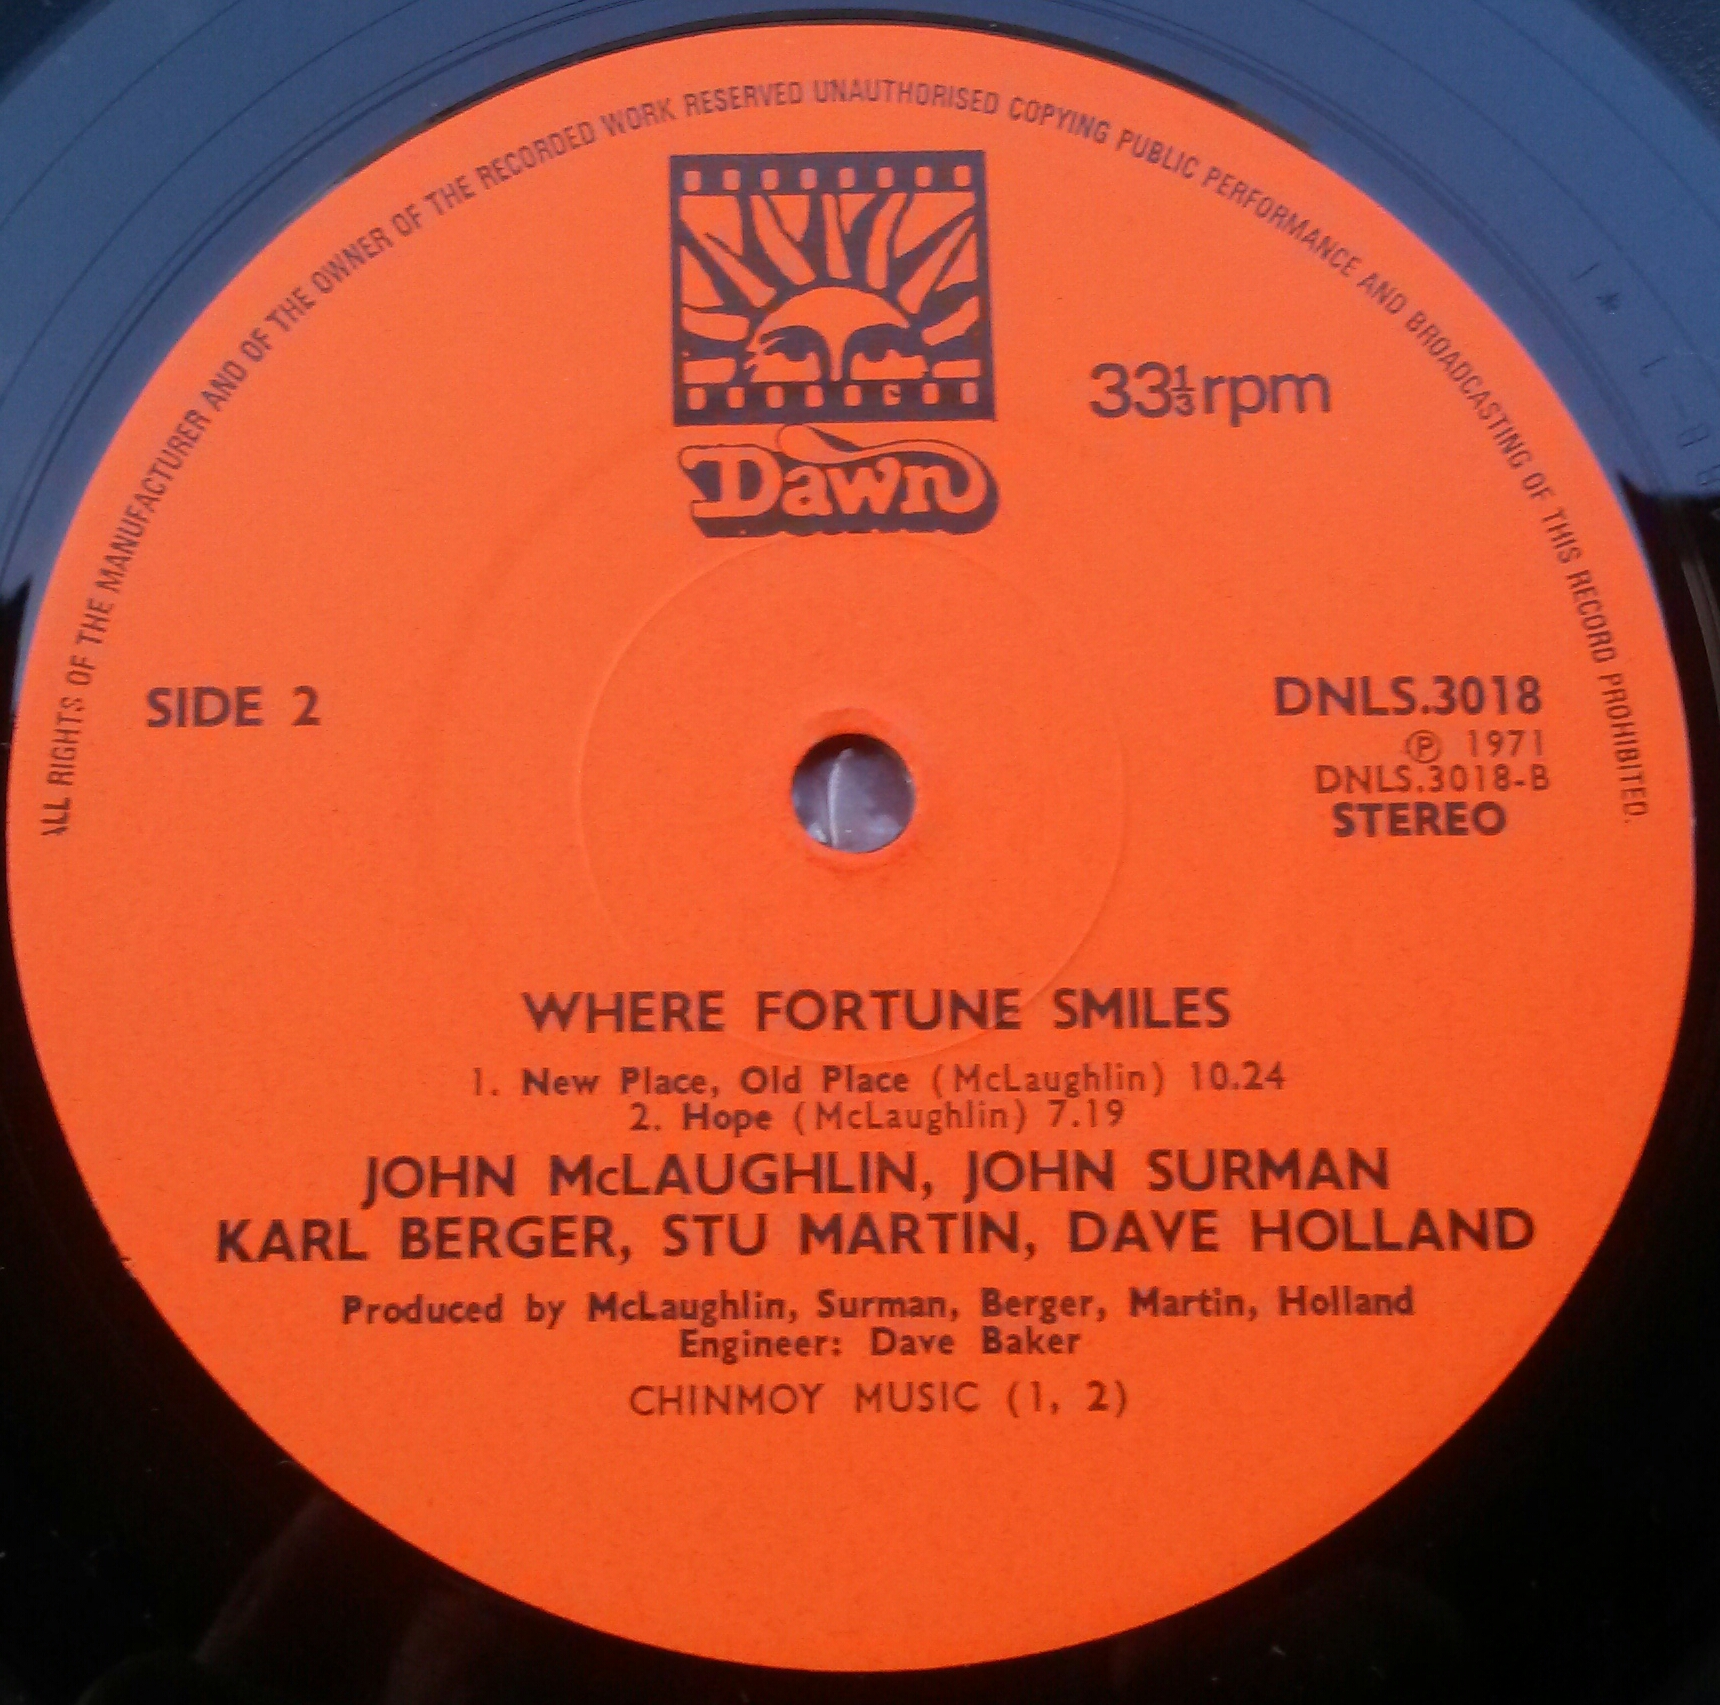 ALL RIGHTS OF THE MANUFACTURER AND OF THE OWNER OF THE RECORDED WORK RESERVED UNAUTHORISED COPYING PUBLIC PERFORMANCE AND BROADCASTING OF THIS RECORD PROHIBITED.
33⅓rpm
Dawn
SIDE 2
DNLS.3018
℗ 1971
DNLS.3018-B
STEREO
WHERE FORTUNE SMILES
1. New Place, Old Place (McLaughlin) 10.24
2. Hope (McLaughlin) 7.19
JOHN McLAUGHLIN, JOHN SURMAN
KARL BERGER, STU MARTIN, DAVE HOLLAND
Produced by McLaughlin, Surman, Berger, Martin, Holland
Engineer: Dave Baker
CHINMOY MUSIC (1, 2)